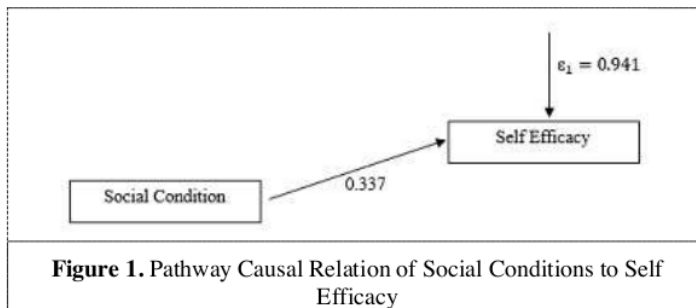 ε₁ = 0.941
Self Efficacy
0.337
Social Condition
Figure 1. Pathway Causal Relation of Social Conditions to Self
Efficacy